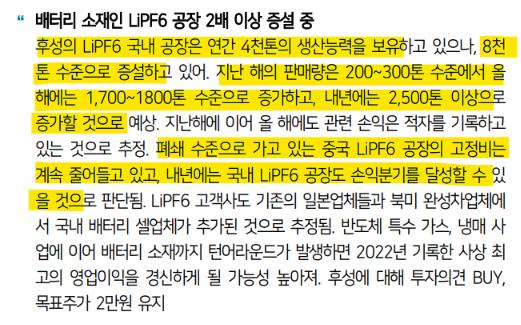 “ 배터리 소재인 LiPF6 공장 2배 이상 증설 중
후성의 LiPF6 국내 공장은 연간 4천톤의 생산능력을 보유하고 있으나, 8천
톤 수준으로 증설하고 있어. 지난 해의 판매량은 200~300톤 수준에서 올
해에는 1,700~1800톤 수준으로 증가하고, 내년에는 2,500톤 이상으로
증가할 것으로 예상. 지난해에 이어 올 해에도 관련 손익은 적자를 기록하고
있는 것으로 추정. 폐쇄 수준으로 가고 있는 중국 LiPF6 공장의 고정비는
계속 줄어들고 있고, 내년에는 국내 LiPF6 공장도 손익분기를 달성할 수 있
을 것으로 판단됨. LiPF6 고객사도 기존의 일본업체들과 북미 완성차업체에
서 국내 배터리 셀업체가 추가된 것으로 추정됨. 반도체 특수 가스, 냉매 사
업에 이어 배터리 소재까지 턴어라운드가 발생하면 2022년 기록한 사상 최
고의 영업이익을 경신하게 될 가능성 높아져. 후성에 대해 투자의견 BUY,
목표주가 2만원 유지